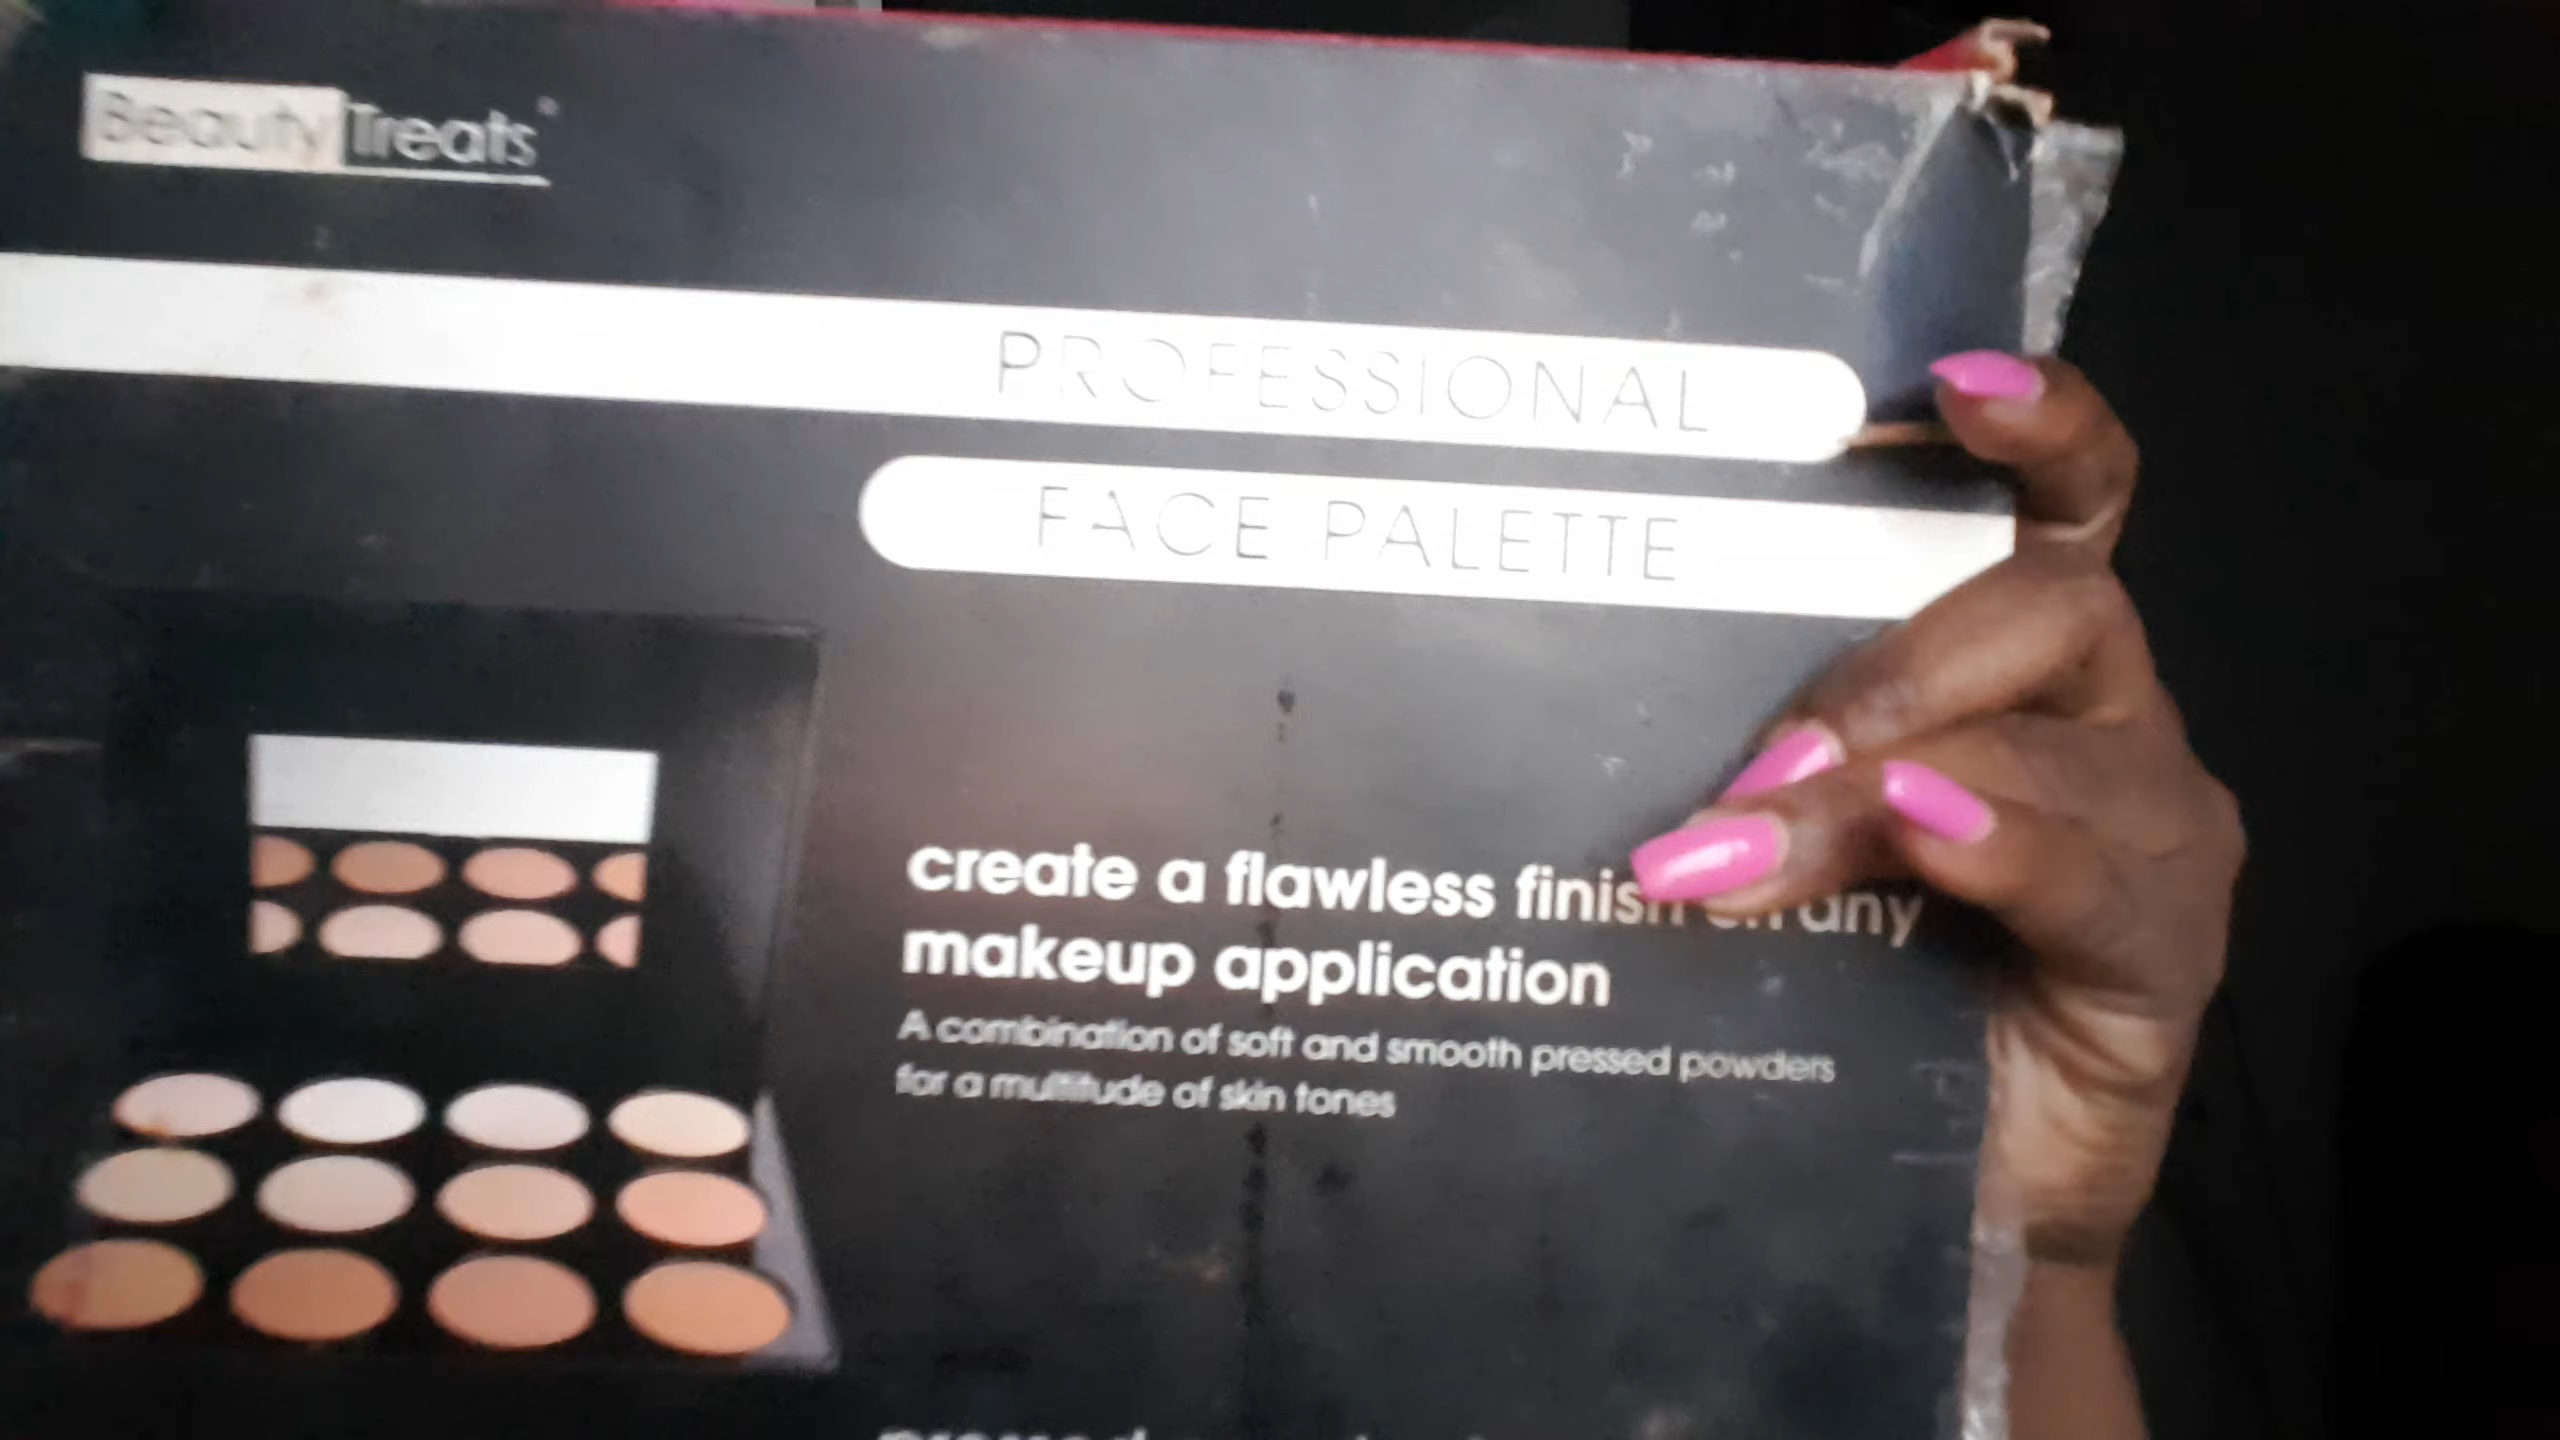 Beauty Treats
PROFESSIONAL
FACE PALETTE
create a flawless finish any
makeup application
A combination of soft and smooth pressed powders
for a multitude of skin tones